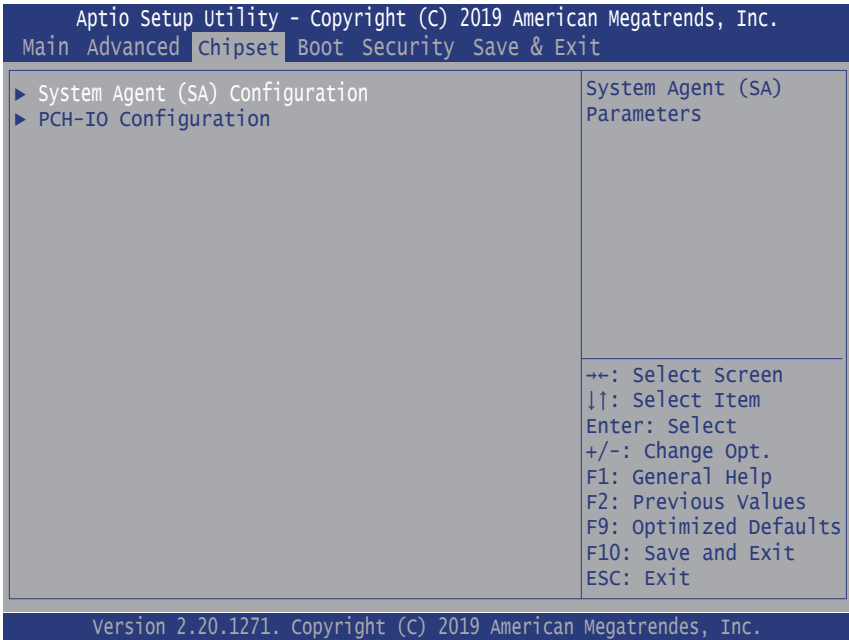 Aptio Setup Utility - Copyright (C) 2019 American Megatrends, Inc.
Main Advanced Chipset Boot Security Save & Exit
▶ System Agent (SA) Configuration
▶ PCH-IO Configuration
System Agent (SA)
Parameters
→←: Select Screen
↓↑: Select Item
Enter: Select
+/-: Change Opt.
F1: General Help
F2: Previous Values
F9: Optimized Defaults
F10: Save and Exit
ESC: Exit
Version 2.20.1271. Copyright (C) 2019 American Megatrendes, Inc.